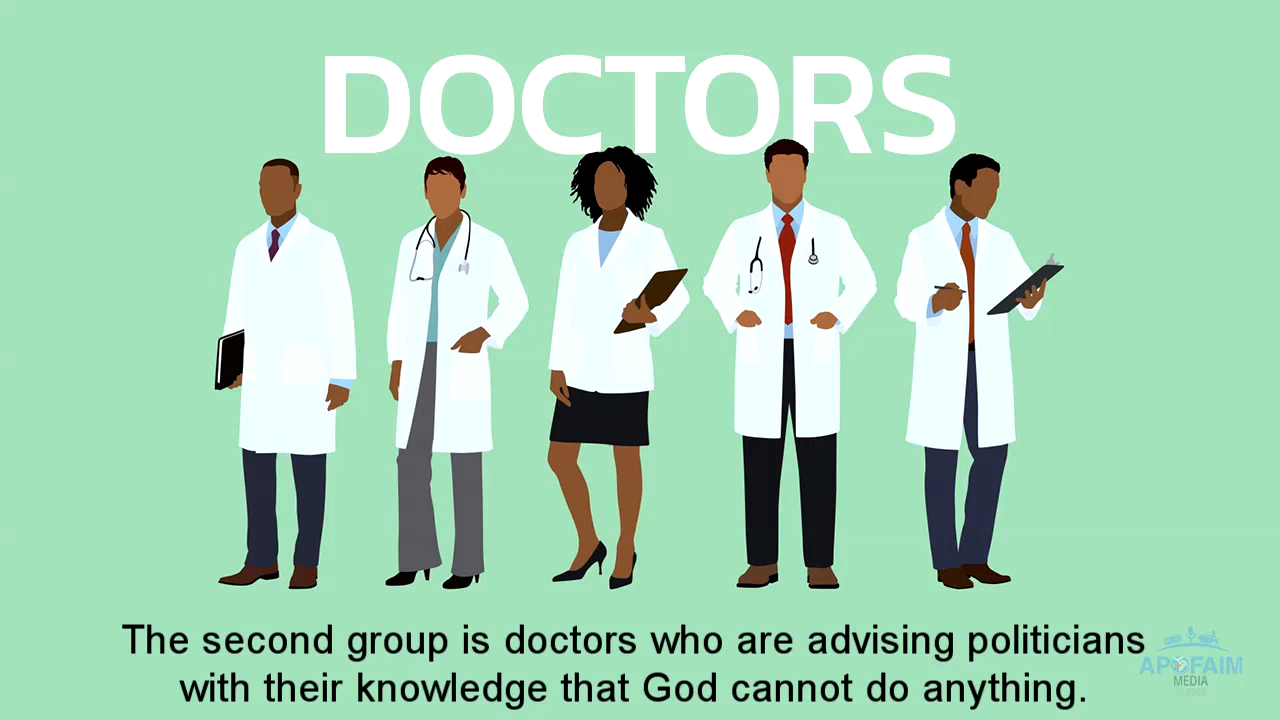 DOCTORS
The second group is doctors who are advising politicians
with their knowledge that God cannot do anything.
APOFAIM
MEDIA